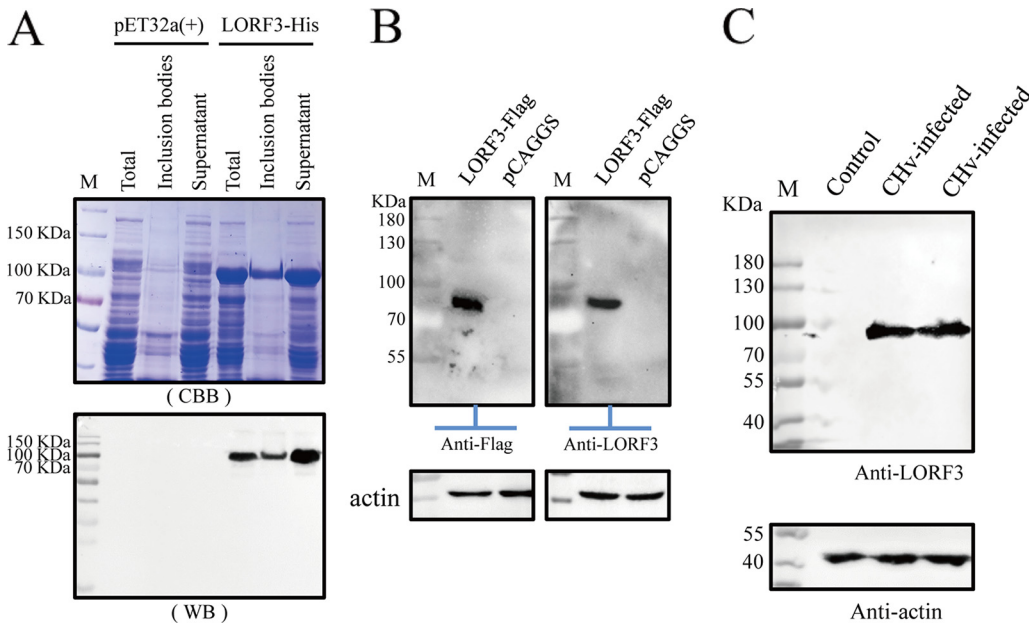 A
pET32a(+) LORF3-His
M
Total
Inclusion bodies
Supernatant
Total
Inclusion bodies
Supernatant
150 KDa
100 KDa
70 KDa
( CBB )
150 KDa
100 KDa
70 KDa
( WB )
B
KDa
M
LORF3-Flag
pCAGGS
M
LORF3-Flag
pCAGGS
180
130
100
70
55
Anti-Flag
Anti-LORF3
actin
C
KDa
M
Control
CHv-infected
CHv-infected
180
130
100
70
55
40
Anti-LORF3
55
40
Anti-actin